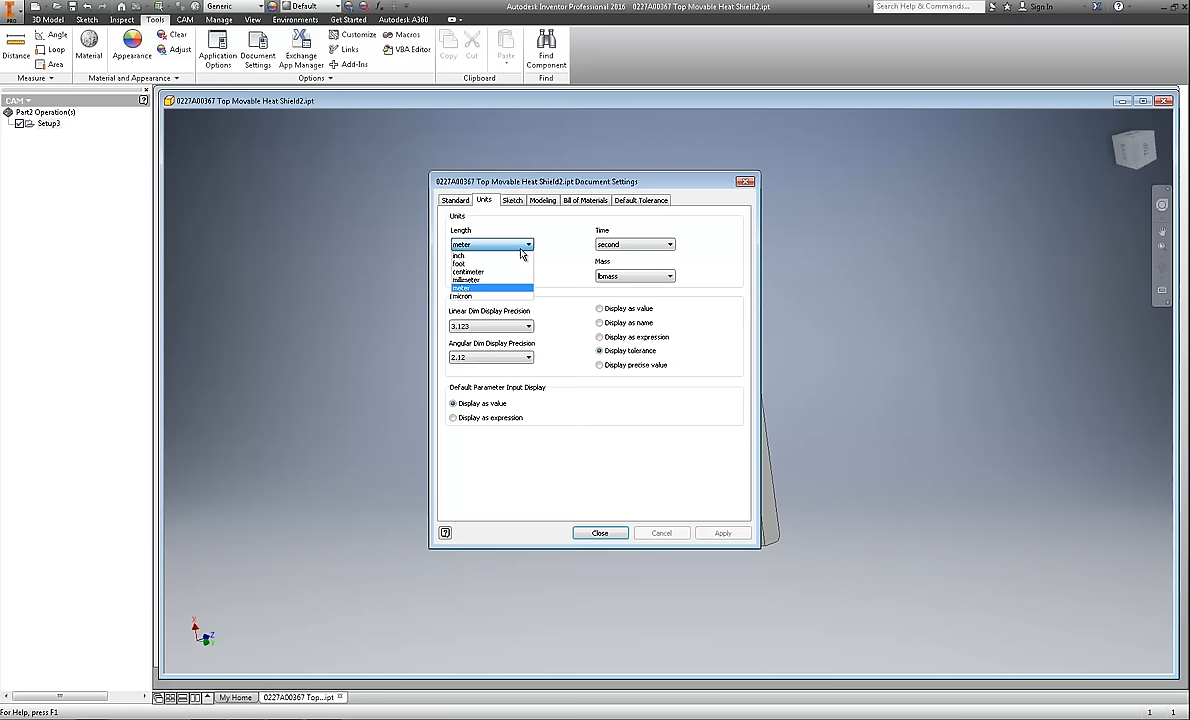 Generic
Default
Autodesk Inventor Professional 2016 0227A00367 Top Movable Heat Shield2.ipt
Search Help & Commands...
Sign In
PRO
3D Model Sketch Inspect Tools CAM Manage View Environments Get Started Autodesk A360
Distance
Angle
Loop
Area
Material
Appearance
Clear
Adjust
Application Options
Document Settings
Exchange App Manager
Customize
Links
Add-Ins
Macros
VBA Editor
Copy
Cut
Paste
Find Component
Measure
Material and Appearance
Options
Clipboard
Find
CAM
Part2 Operation(s)
Setup3
0227A00367 Top Movable Heat Shield2.ipt
0227A00367 Top Movable Heat Shield2.ipt Document Settings
Standard Units Sketch Modeling Bill of Materials Default Tolerance
Units
Length
meter
inch
foot
centimeter
millimeter
meter
micron
Time
second
Mass
lbmass
Linear Dim Display Precision
3.123
Angular Dim Display Precision
2.12
Display as value
Display as name
Display as expression
Display tolerance
Display precise value
Default Parameter Input Display
Display as value
Display as expression
Close
Cancel
Apply
X
Z
Y
My Home
0227A00367 Top...ipt
For Help, press F1
1 1